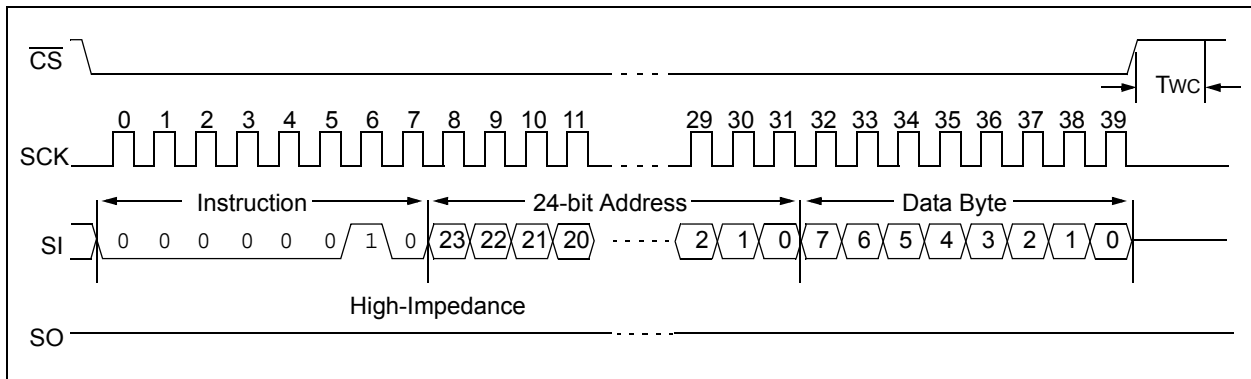 CS
TWC
0 1 2 3 4 5 6 7 8 9 10 11 29 30 31 32 33 34 35 36 37 38 39
SCK
Instruction 24-bit Address Data Byte
SI 0 0 0 0 0 0 1 0 23 22 21 20 2 1 0 7 6 5 4 3 2 1 0
High-Impedance
SO